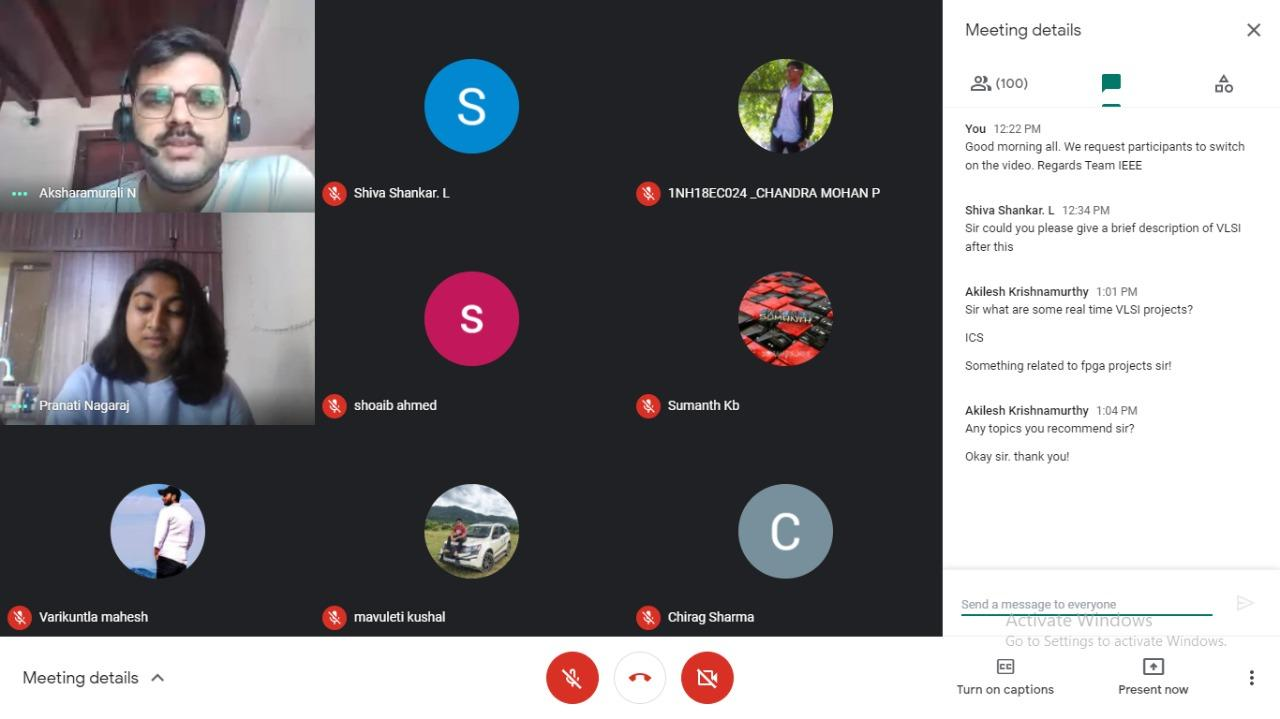 Aksharamurali N
S
Shiva Shankar. L
1NH18EC024 _CHANDRA MOHAN P
Pranati Nagaraj
s
shoaib ahmed
SUMANTH
Sumanth Kb
Varikuntla mahesh
mavuleti kushal
C
Chirag Sharma
Meeting details
(100)
You 12:22 PM
Good morning all. We request participants to switch
on the video. Regards Team IEEE
Shiva Shankar. L 12:34 PM
Sir could you please give a brief description of VLSI
after this
Akilesh Krishnamurthy 1:01 PM
Sir what are some real time VLSI projects?
ICS
Something related to fpga projects sir!
Akilesh Krishnamurthy 1:04 PM
Any topics you recommend sir?
Okay sir. thank you!
Send a message to everyone
Activate Windows
Go to Settings to activate Windows.
Meeting details
CC
Turn on captions
Present now